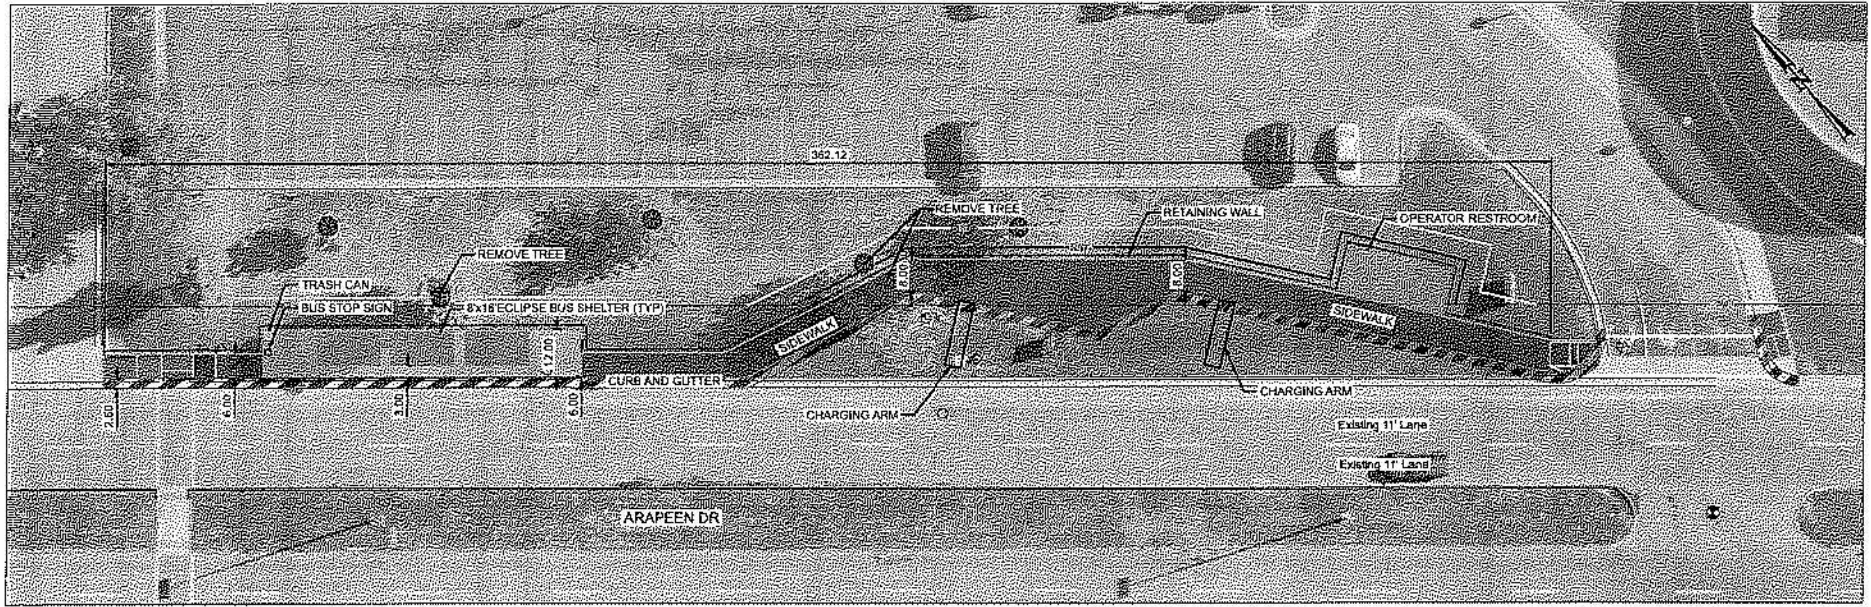 362.12
REMOVE TREE
RETAINING WALL
OPERATOR RESTROOM
REMOVE TREE
TRASH CAN
BUS STOP SIGN
8'x16' ECLIPSE BUS SHELTER (TYP)
8.00
8.00
SIDEWALK
SIDEWALK
12.00
CURB AND GUTTER
2.60
6.00
3.00
6.00
CHARGING ARM
CHARGING ARM
Existing 11' Lane
Existing 11' Lane
ARAPEEN DR